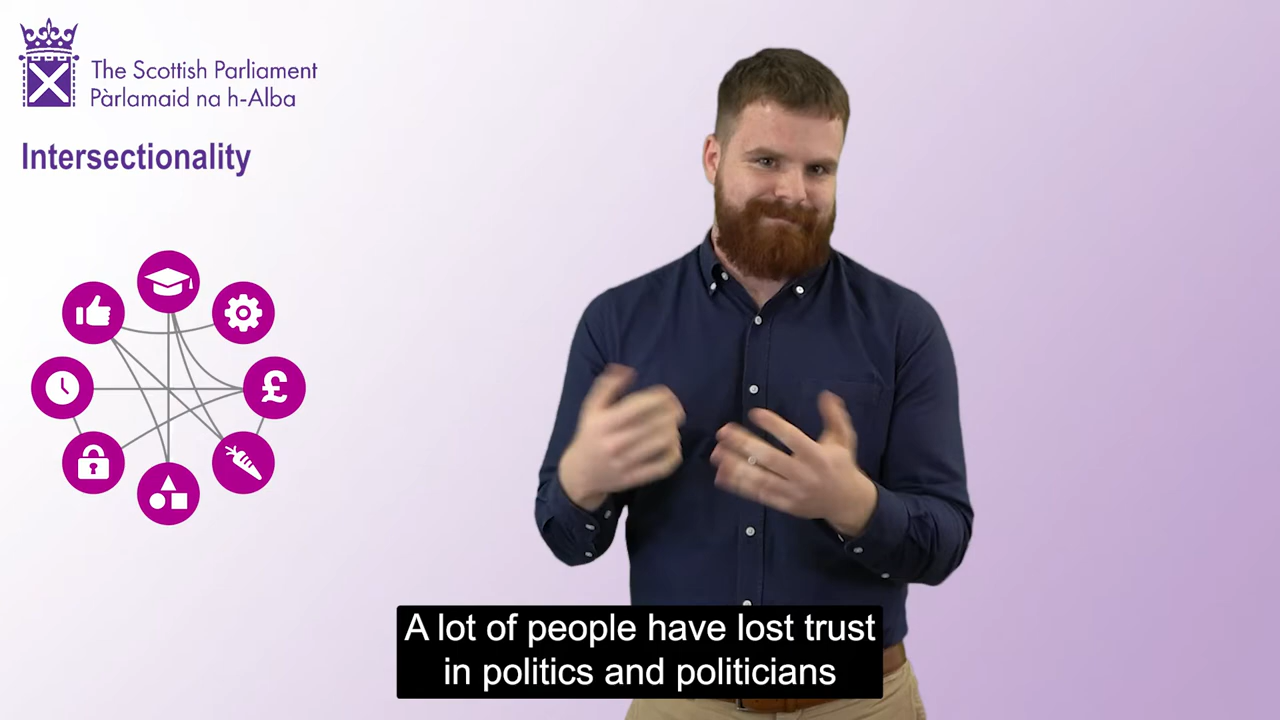 The Scottish Parliament
Pàrlamaid na h-Alba
Intersectionality
£
A lot of people have lost trust
in politics and politicians